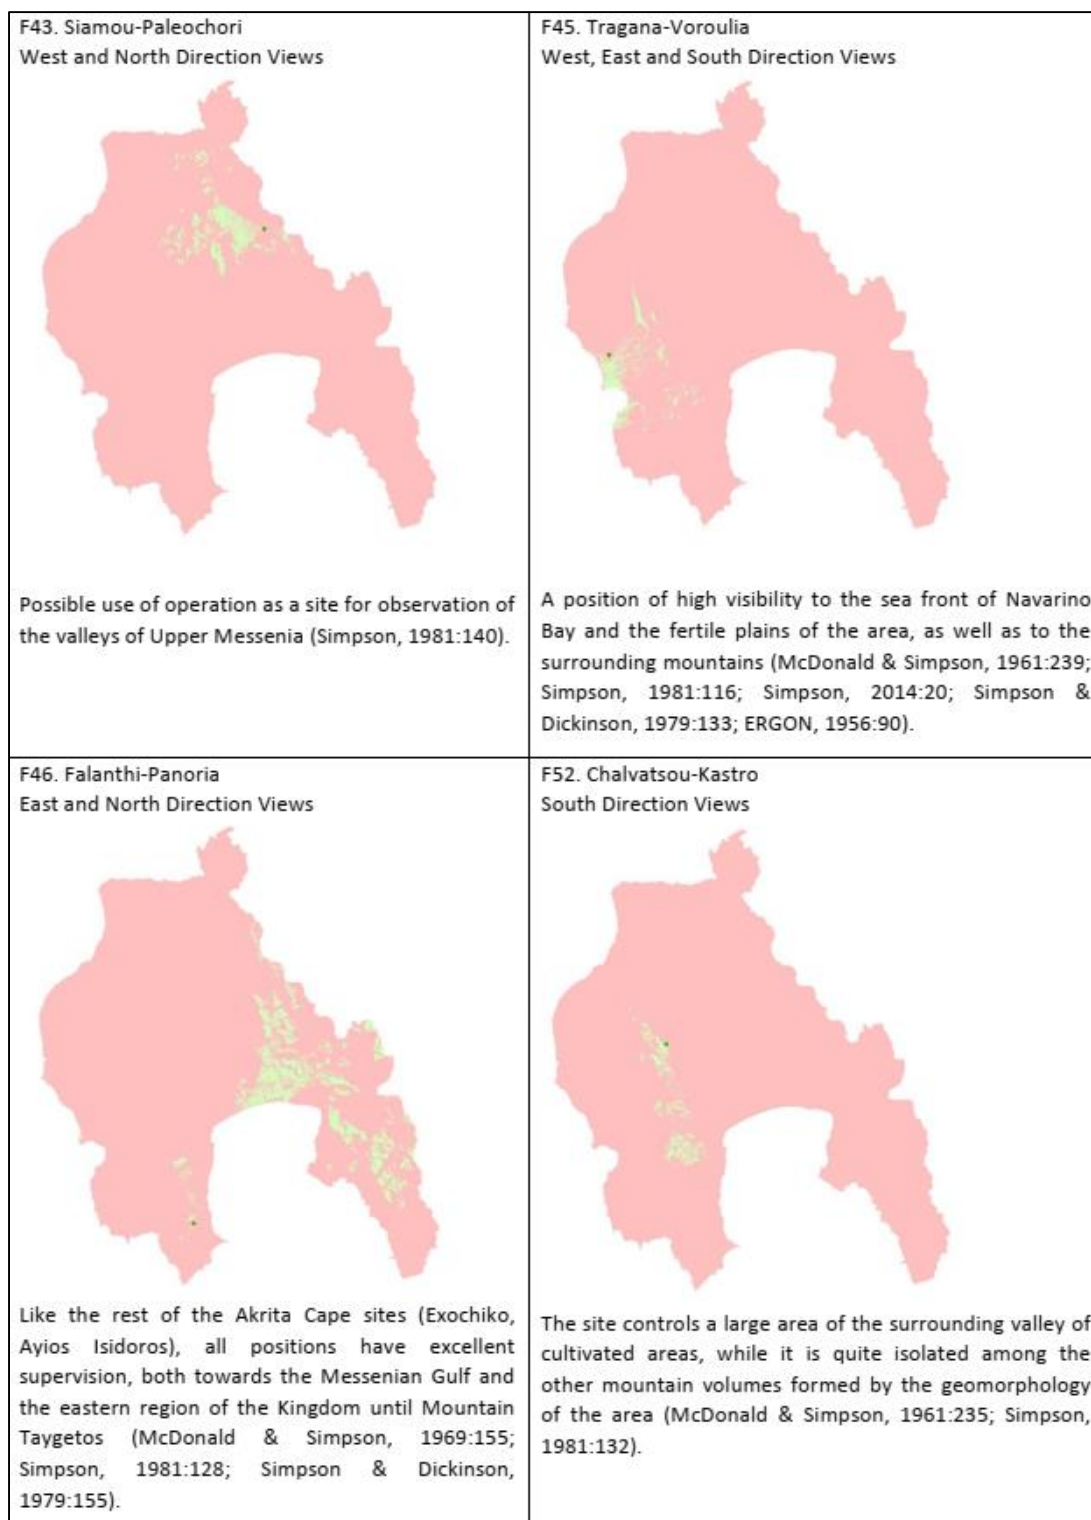 F43. Siamou-Paleochori
West and North Direction Views
Possible use of operation as a site for observation of
the valleys of Upper Messenia (Simpson, 1981:140).
F45. Tragana-Voroulia
West, East and South Direction Views
A position of high visibility to the sea front of Navarino
Bay and the fertile plains of the area, as well as to the
surrounding mountains (McDonald & Simpson, 1961:239;
Simpson, 1981:116; Simpson, 2014:20; Simpson &
Dickinson, 1979:133; ERGON, 1956:90).
F46. Falanthi-Panoria
East and North Direction Views
Like the rest of the Akrita Cape sites (Exochiko,
Ayios Isidoros), all positions have excellent
supervision, both towards the Messenian Gulf and
the eastern region of the Kingdom until Mountain
Taygetos (McDonald & Simpson, 1969:155;
Simpson, 1981:128; Simpson & Dickinson,
1979:155).
F52. Chalvatsou-Kastro
South Direction Views
The site controls a large area of the surrounding valley of
cultivated areas, while it is quite isolated among the
other mountain volumes formed by the geomorphology
of the area (McDonald & Simpson, 1961:235; Simpson,
1981:132).